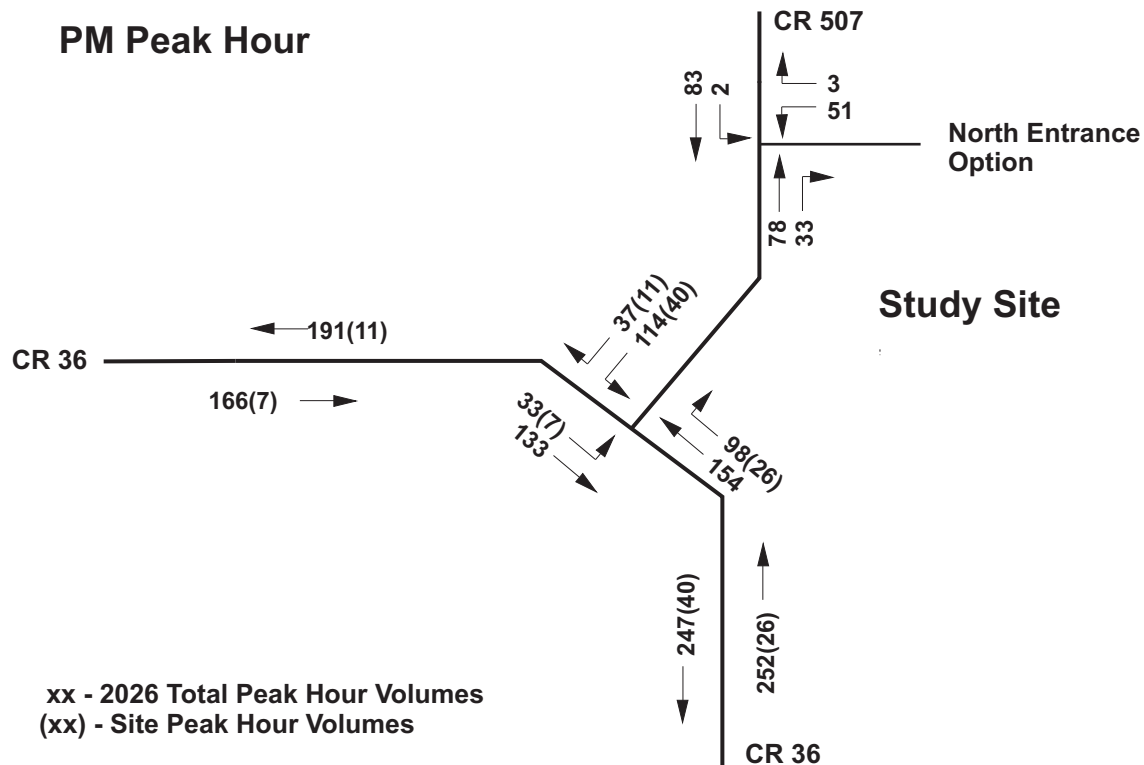 PM Peak Hour
CR 507
83
2
3
51
North Entrance
Option
78
33
Study Site
37(11)
114(40)
191(11)
CR 36
166(7)
33(7)
133
98(26)
154
247(40)
252(26)
xx - 2026 Total Peak Hour Volumes
(xx) - Site Peak Hour Volumes
CR 36